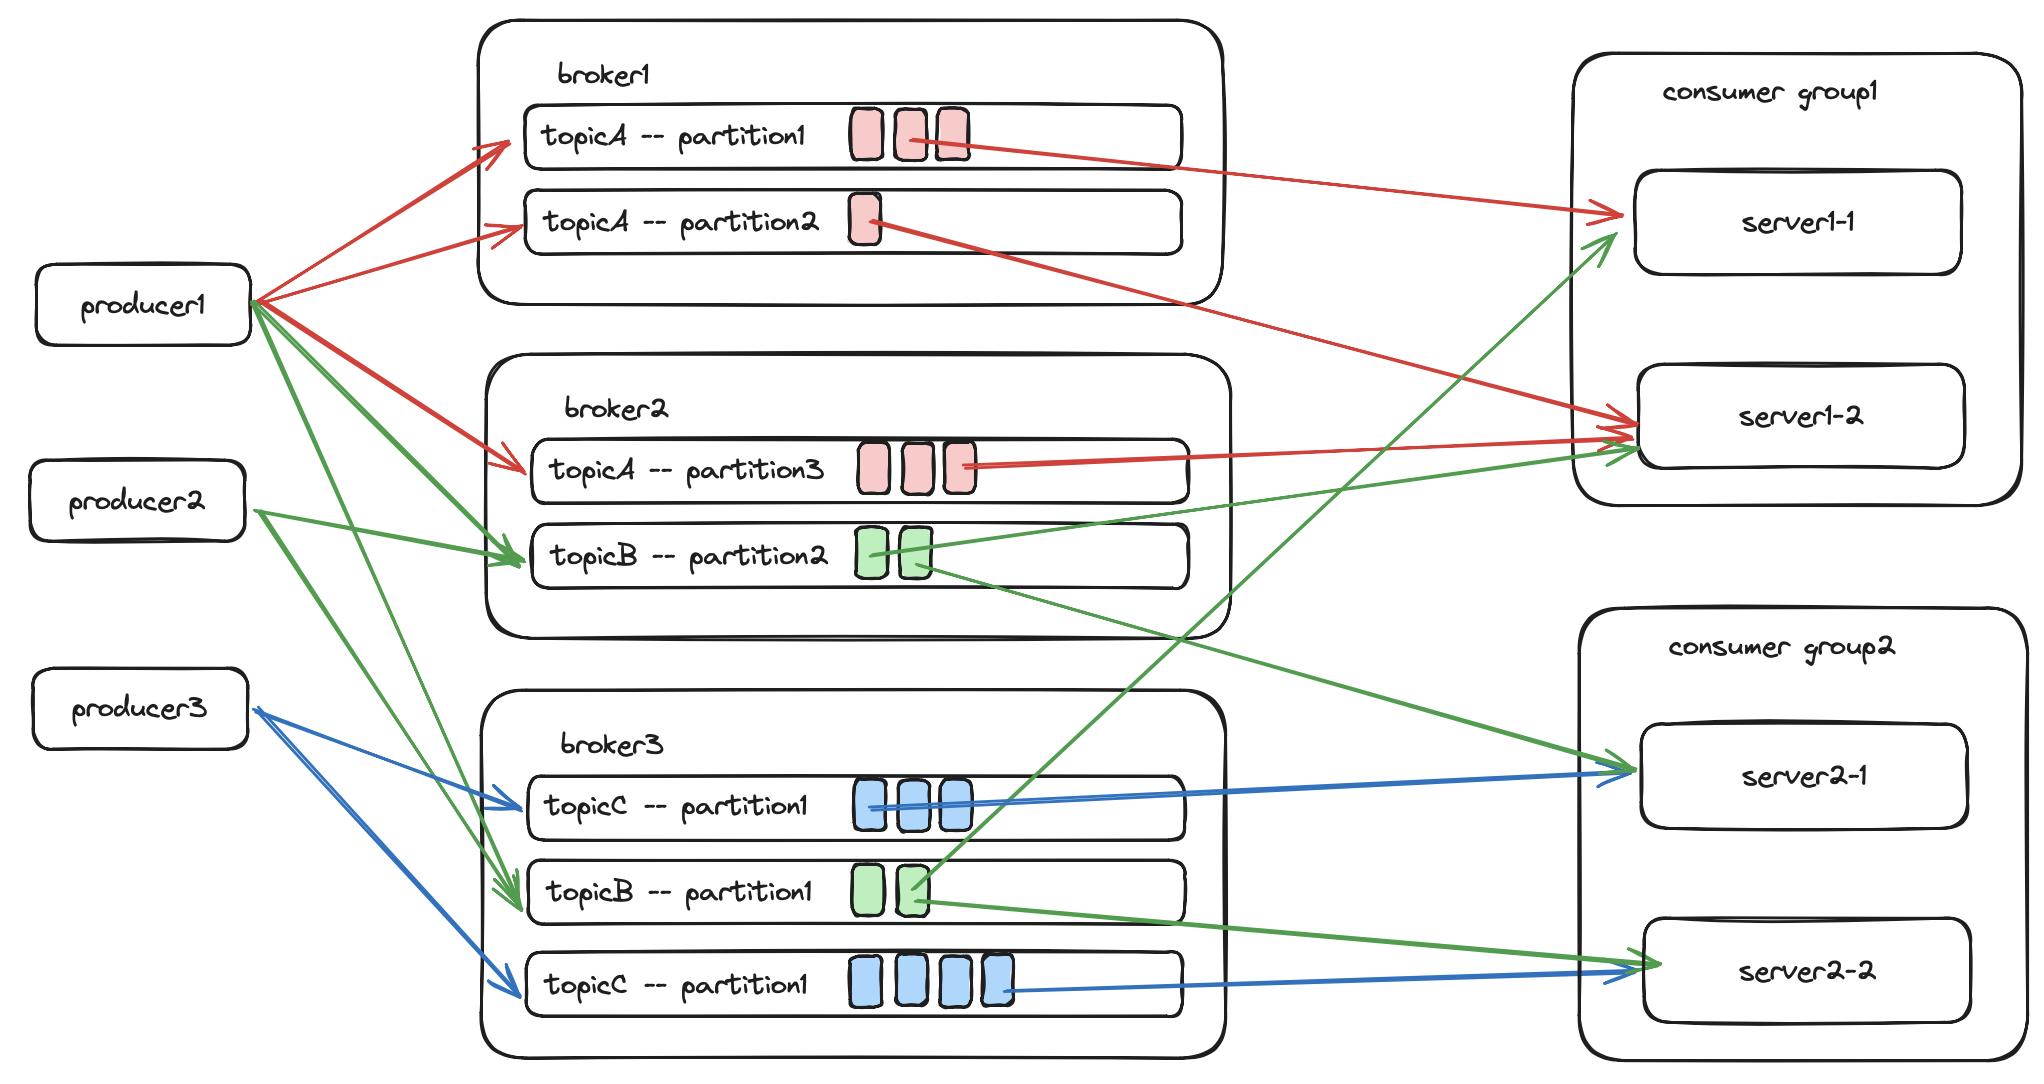 broker1
topicA -- partition1
topicA -- partition2
producer1
broker2
topicA -- partition3
topicB -- partition2
producer2
producer3
broker3
topicC -- partition1
topicB -- partition1
topicC -- partition1
consumer group1
server1-1
server1-2
consumer group2
server2-1
server2-2